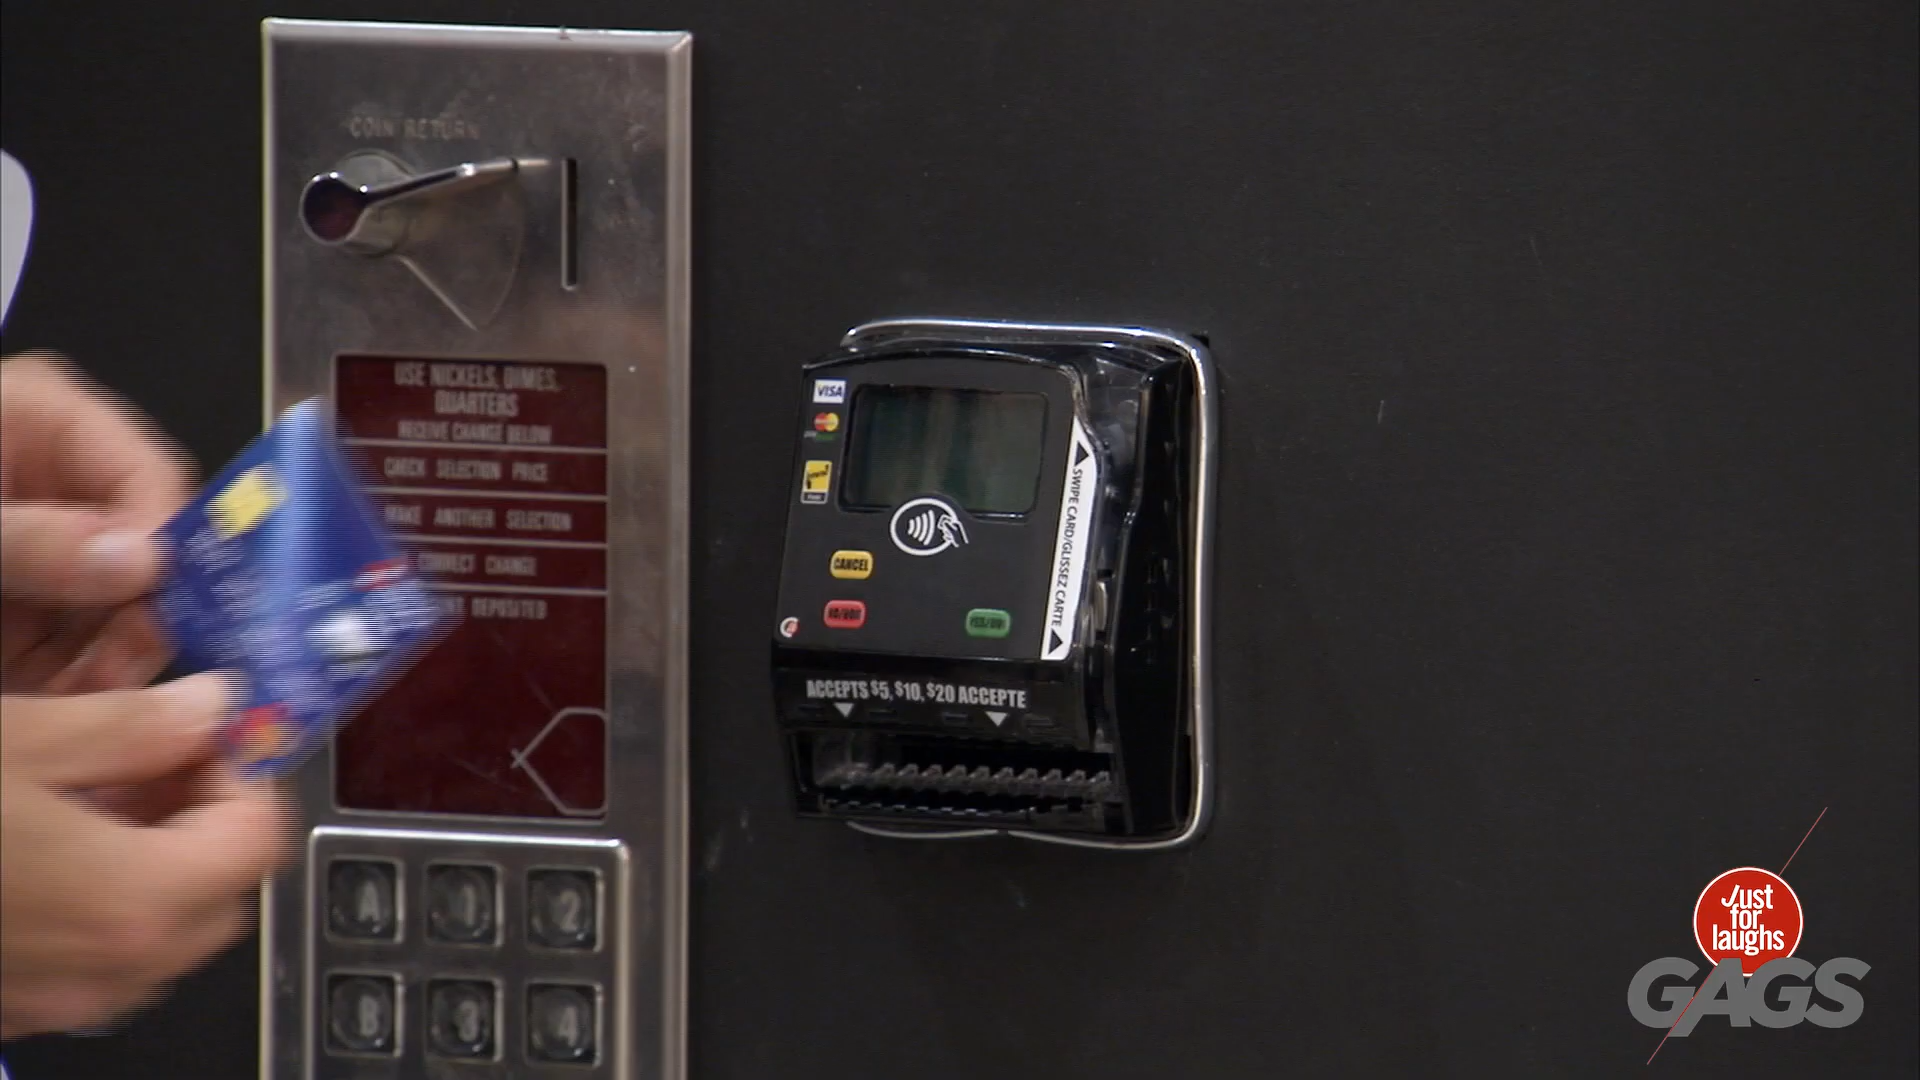 COIN RETURN
USE NICKELS, DIMES,
QUARTERS
RECEIVE CHANGE BELOW
CHECK SELECTION PRICE
MAKE ANOTHER SELECTION
CORRECT CHANGE
DEPOSITED
A 1 2
B 3 4
VISA
SWIPE CARD/GLISSEZ CARTE
CANCEL
ACCEPTS $5, $10, $20 ACCEPTE
Just
for
laughs
GAGS